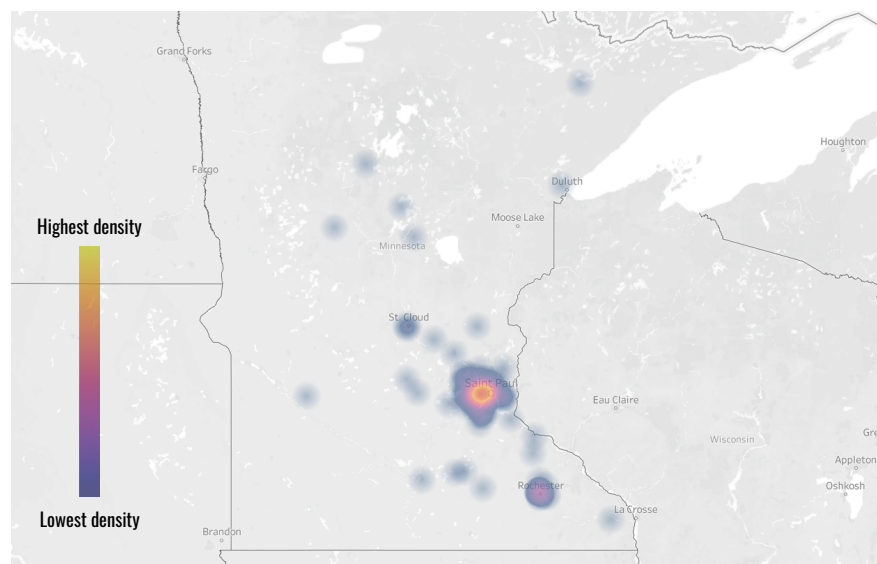 Grand Forks
Houghton
Fargo
Duluth
Moose Lake
Highest density
Minnesota
St. Cloud
Saint Paul
Eau Claire
Wisconsin
Gre
Appleton
Rochester
Oshkosh
La Crosse
Lowest density
Brandon